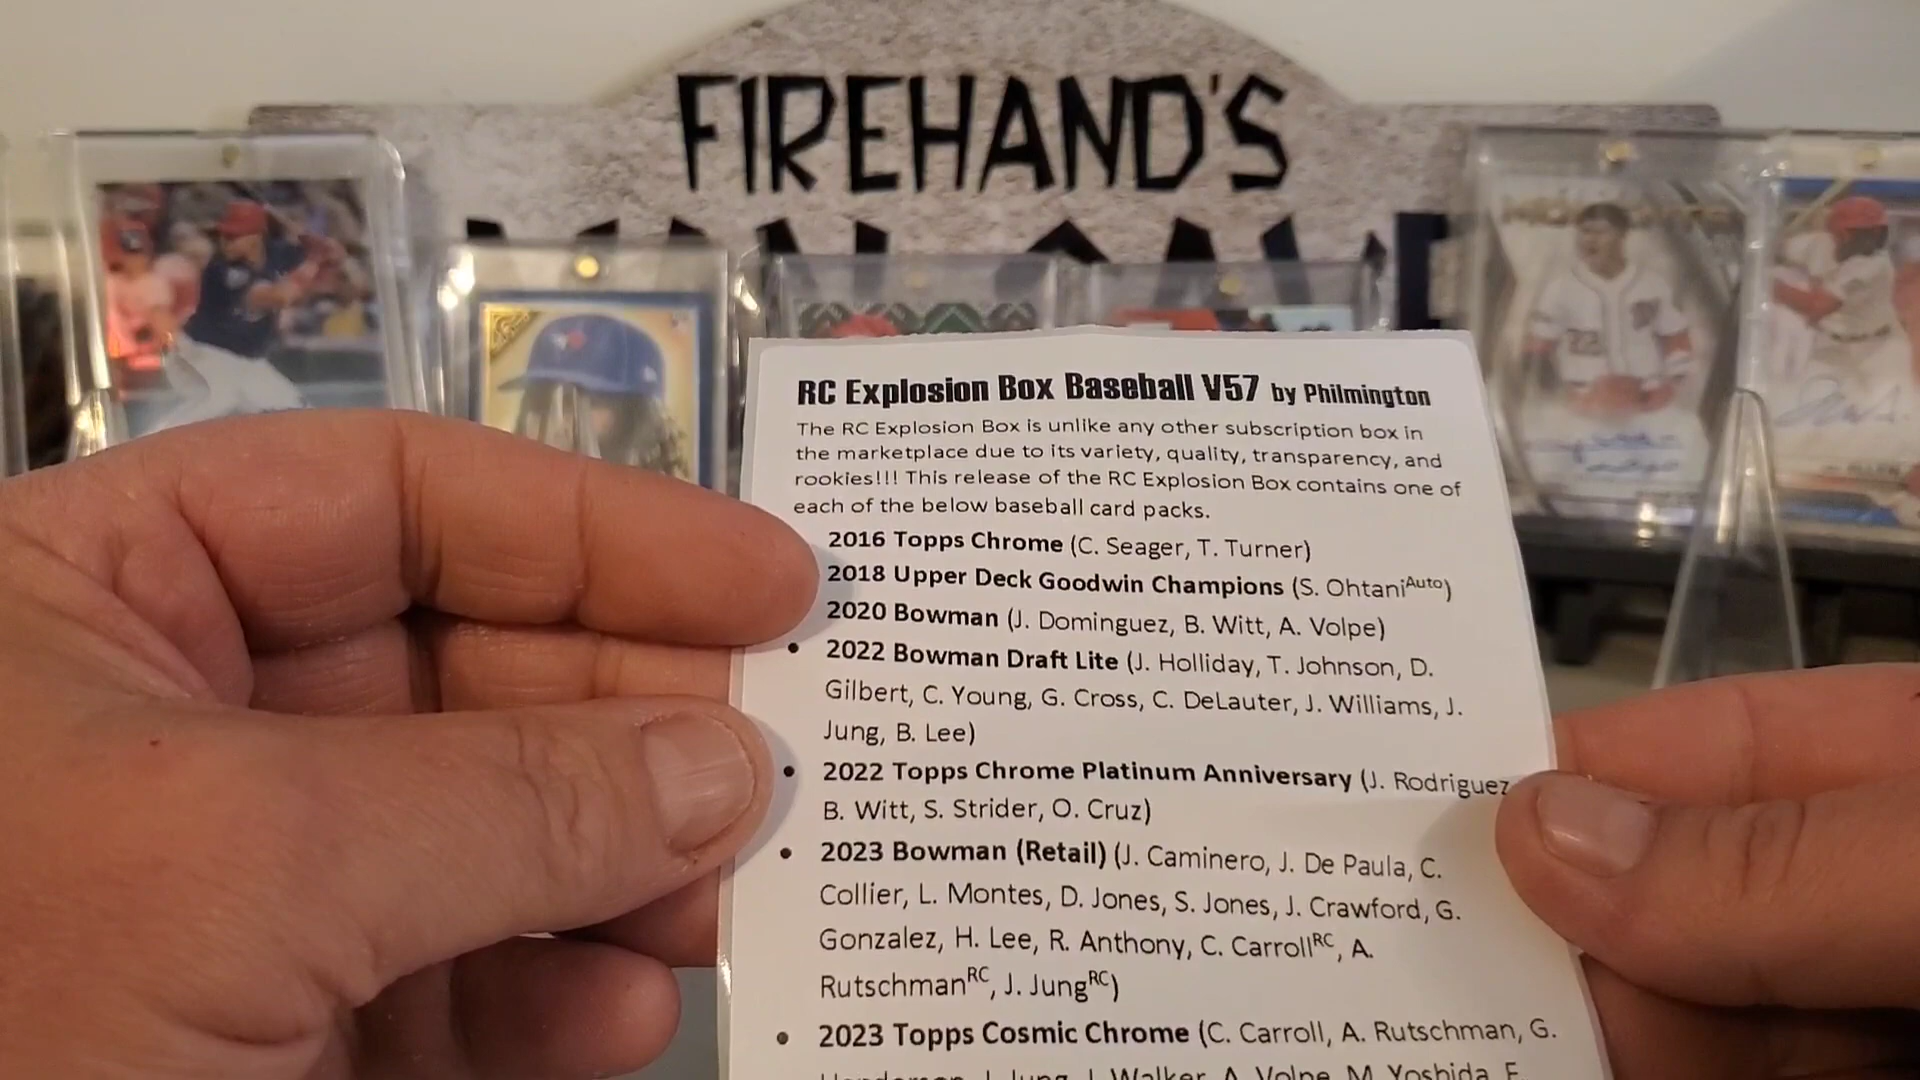 FIREHAND'S
RC Explosion Box Baseball V57 by Philmington
The RC Explosion Box is unlike any other subscription box in
the marketplace due to its variety, quality, transparency, and
rookies!!! This release of the RC Explosion Box contains one of
each of the below baseball card packs.
2016 Topps Chrome (C. Seager, T. Turner)
2018 Upper Deck Goodwin Champions (S. OhtaniAuto)
2020 Bowman (J. Dominguez, B. Witt, A. Volpe)
• 2022 Bowman Draft Lite (J. Holliday, T. Johnson, D.
Gilbert, C. Young, G. Cross, C. DeLauter, J. Williams, J.
Jung, B. Lee)
• 2022 Topps Chrome Platinum Anniversary (J. Rodriguez
B. Witt, S. Strider, O. Cruz)
• 2023 Bowman (Retail) (J. Caminero, J. De Paula, C.
Collier, L. Montes, D. Jones, S. Jones, J. Crawford, G.
Gonzalez, H. Lee, R. Anthony, C. CarrollRC, A.
RutschmanRC, J. JungRC)
• 2023 Topps Cosmic Chrome (C. Carroll, A. Rutschman, G.
Henderson, J. Jung, J. Walker, A. Volpe, M. Yoshida, E.